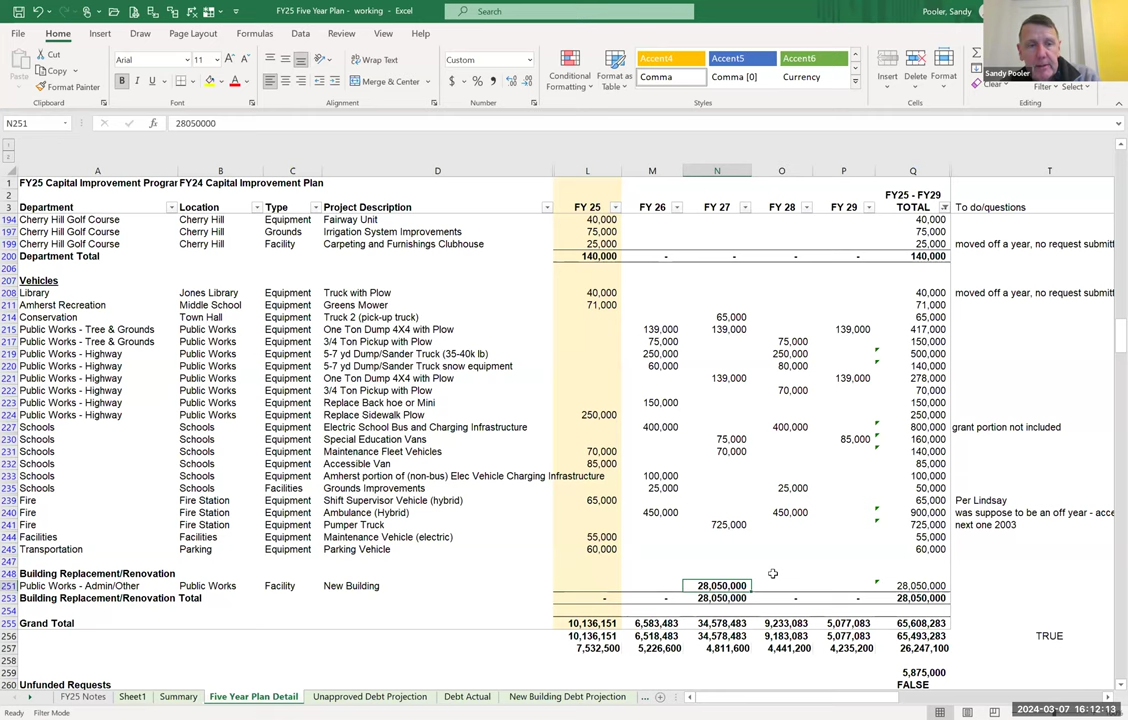 FY25 Five Year Plan - working - Excel
Search
Pooler, Sandy
File Home Insert Draw Page Layout Formulas Data Review View Help
Cut
Copy
Format Painter
Paste
Clipboard
Arial 11
B I U
Font
Wrap Text
Merge & Center
Alignment
Custom
$ %
Number
Conditional Formatting
Format as Table
Accent4 Accent5 Accent6
Comma Comma [0] Currency
Styles
Insert Delete Format
Cells
Clear
Filter Select
Editing
Sandy Pooler
N251 fx 28050000
1 2
A B C D L M N O P Q T
1 FY25 Capital Improvement Prograr FY24 Capital Improvement Plan
2 FY25 - FY29
3 Department Location Type Project Description FY 25 FY 26 FY 27 FY 28 FY 29 TOTAL To do/questions
194 Cherry Hill Golf Course Cherry Hill Equipment Fairway Unit 40,000 40,000
197 Cherry Hill Golf Course Cherry Hill Grounds Irrigation System Improvements 75,000 75,000
199 Cherry Hill Golf Course Cherry Hill Facility Carpeting and Furnishings Clubhouse 25,000 25,000 moved off a year, no request submitt
200 Department Total 140,000 - - - - 140,000
206
207 Vehicles
208 Library Jones Library Equipment Truck with Plow 40,000 40,000 moved off a year, no request submitt
211 Amherst Recreation Middle School Equipment Greens Mower 71,000 71,000
214 Conservation Town Hall Equipment Truck 2 (pick-up truck) 65,000 65,000
215 Public Works - Tree & Grounds Public Works Equipment One Ton Dump 4X4 with Plow 139,000 139,000 139,000 417,000
217 Public Works - Tree & Grounds Public Works Equipment 3/4 Ton Pickup with Plow 75,000 75,000 150,000
219 Public Works - Highway Public Works Equipment 5-7 yd Dump/Sander Truck (35-40k lb) 250,000 250,000 500,000
220 Public Works - Highway Public Works Equipment 5-7 yd Dump/Sander Truck snow equipment 60,000 80,000 140,000
221 Public Works - Highway Public Works Equipment One Ton Dump 4X4 with Plow 139,000 139,000 278,000
222 Public Works - Highway Public Works Equipment 3/4 Ton Pickup with Plow 70,000 70,000
223 Public Works - Highway Public Works Equipment Replace Back hoe or Mini 150,000 150,000
224 Public Works - Highway Public Works Equipment Replace Sidewalk Plow 250,000 250,000
227 Schools Schools Equipment Electric School Bus and Charging Infrastructure 400,000 400,000 800,000 grant portion not included
230 Schools Schools Equipment Special Education Vans 75,000 85,000 160,000
231 Schools Schools Equipment Maintenance Fleet Vehicles 70,000 70,000 140,000
232 Schools Schools Equipment Accessible Van 85,000 85,000
233 Schools Schools Equipment Amherst portion of (non-bus) Elec Vehicle Charging Infrastructure 100,000 100,000
235 Schools Schools Facilities Grounds Improvements 25,000 25,000 50,000
239 Fire Fire Station Equipment Shift Supervisor Vehicle (hybrid) 65,000 65,000 Per Lindsay
240 Fire Fire Station Equipment Ambulance (Hybrid) 450,000 450,000 900,000 was suppose to be an off year - acce
241 Fire Fire Station Equipment Pumper Truck 725,000 725,000 next one 2003
244 Facilities Facilities Equipment Maintenance Vehicle (electric) 55,000 55,000
245 Transportation Parking Equipment Parking Vehicle 60,000 60,000
247
248 Building Replacement/Renovation
251 Public Works - Admin/Other Public Works Facility New Building 28,050,000 28,050,000
253 Building Replacement/Renovation Total - - 28,050,000 - - 28,050,000
254
255 Grand Total 10,136,151 6,583,483 34,578,483 9,233,083 5,077,083 65,608,283
256 10,136,151 6,518,483 34,578,483 9,183,083 5,077,083 65,493,283 TRUE
257 7,532,500 5,226,600 4,811,600 4,441,200 4,235,200 26,247,100
258
259 5,875,000
260 Unfunded Requests FALSE
FY25 Notes Sheet1 Summary Five Year Plan Detail Unapproved Debt Projection Debt Actual New Building Debt Projection ...
Ready Filter Mode
2024-03-07 16:12:13